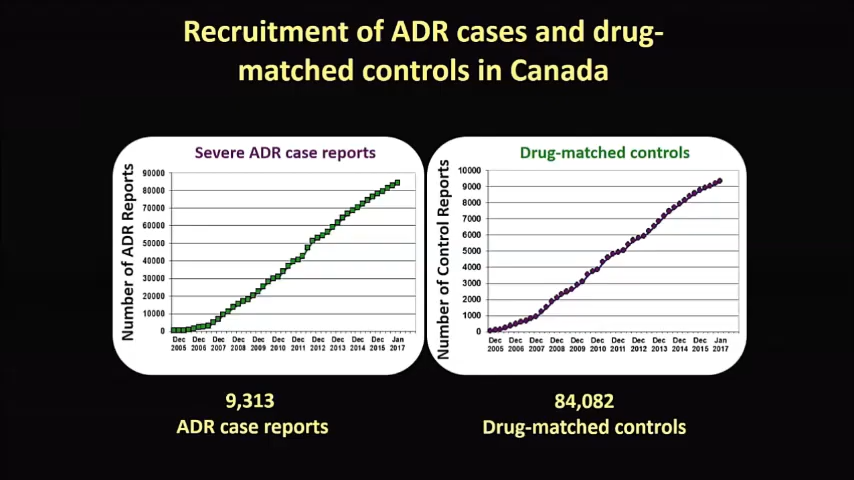 Recruitment of ADR cases and drug-
matched controls in Canada
Severe ADR case reports
Number of ADR Reports
90000
80000
70000
60000
50000
40000
30000
20000
10000
0
Dec 2005 Dec 2006 Dec 2007 Dec 2008 Dec 2009 Dec 2010 Dec 2011 Dec 2012 Dec 2013 Dec 2014 Dec 2015 Jan 2017
Drug-matched controls
Number of Control Reports
10000
9000
8000
7000
6000
5000
4000
3000
2000
1000
0
Dec 2005 Dec 2006 Dec 2007 Dec 2008 Dec 2009 Dec 2010 Dec 2011 Dec 2012 Dec 2013 Dec 2014 Dec 2015 Jan 2017
9,313
ADR case reports
84,082
Drug-matched controls